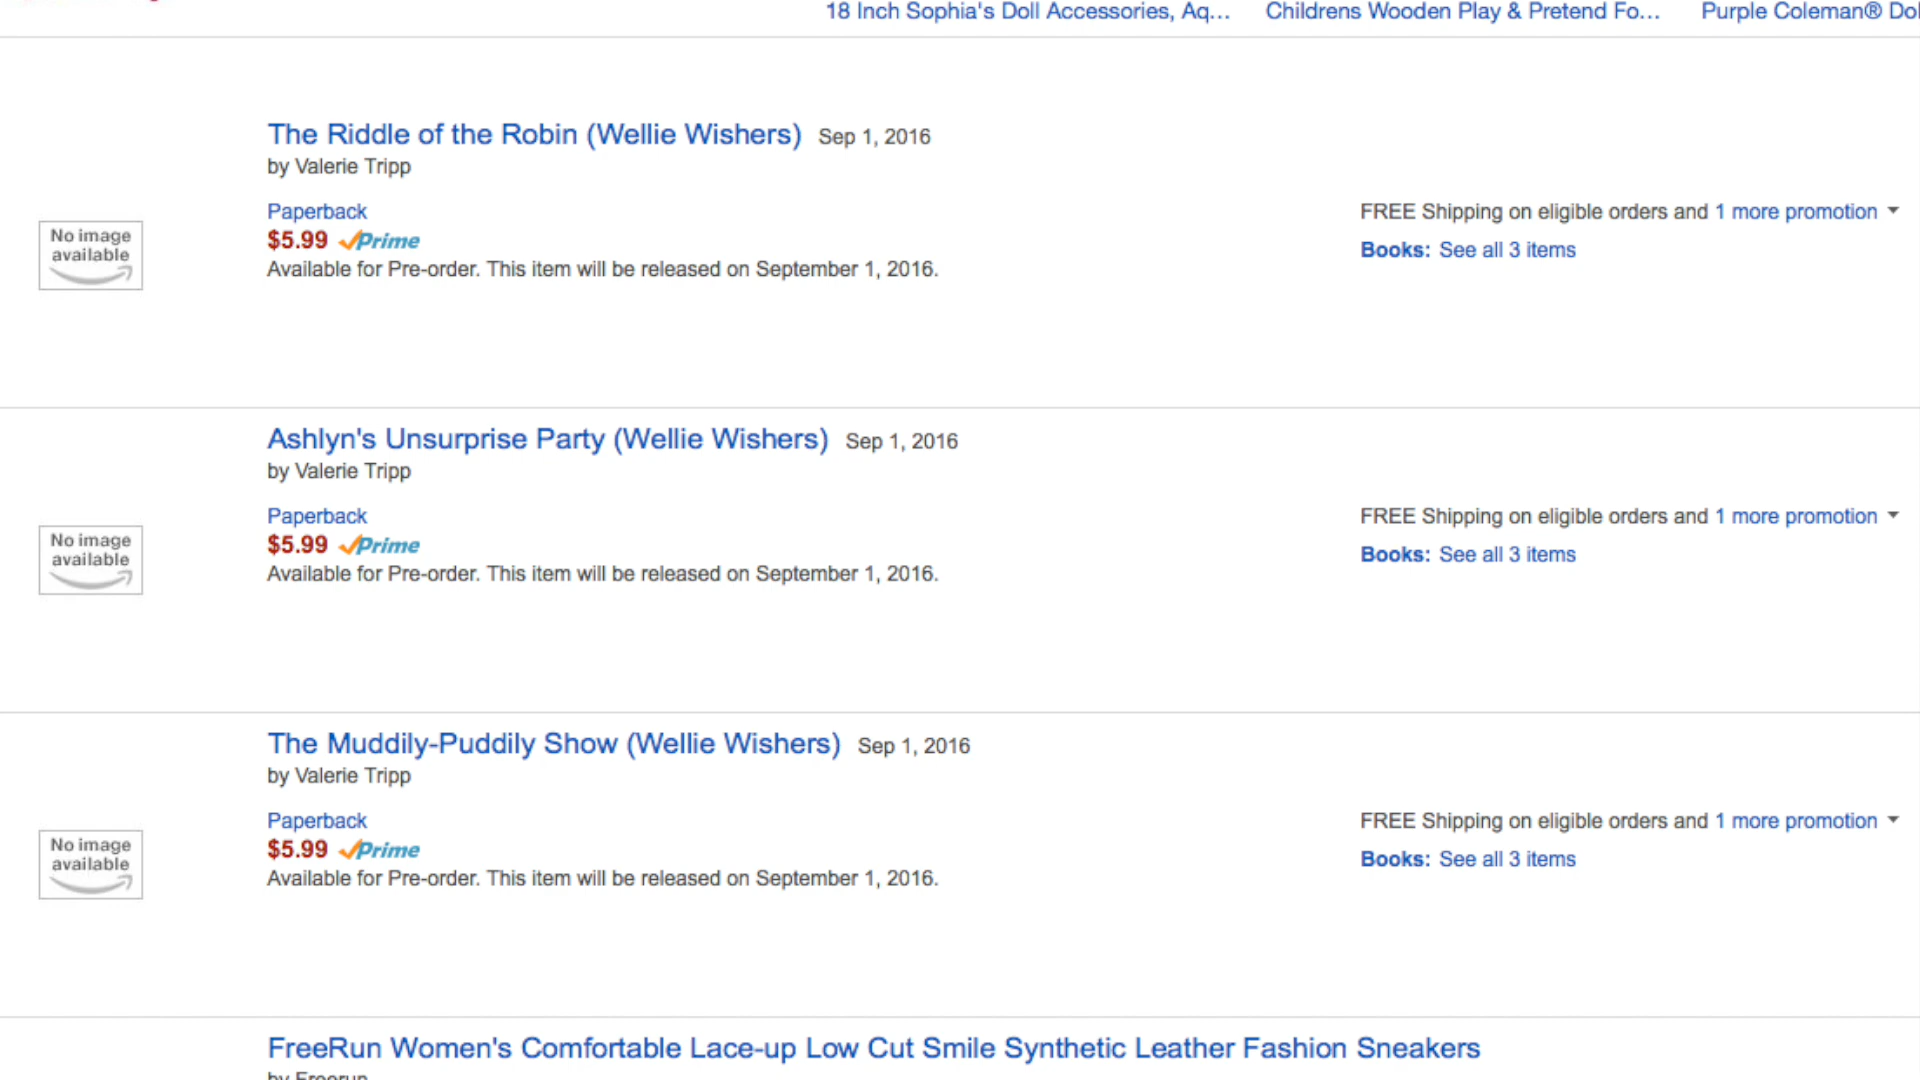 18 Inch Sophia's Doll Accessories, Aq... Childrens Wooden Play & Pretend Fo... Purple Coleman® Dol
The Riddle of the Robin (Wellie Wishers) Sep 1, 2016
by Valerie Tripp
Paperback
FREE Shipping on eligible orders and 1 more promotion
$5.99 Prime
Books: See all 3 items
No image
available
Available for Pre-order. This item will be released on September 1, 2016.
Ashlyn's Unsurprise Party (Wellie Wishers) Sep 1, 2016
by Valerie Tripp
Paperback
FREE Shipping on eligible orders and 1 more promotion
$5.99 Prime
Books: See all 3 items
No image
available
Available for Pre-order. This item will be released on September 1, 2016.
The Muddily-Puddily Show (Wellie Wishers) Sep 1, 2016
by Valerie Tripp
Paperback
FREE Shipping on eligible orders and 1 more promotion
$5.99 Prime
Books: See all 3 items
No image
available
Available for Pre-order. This item will be released on September 1, 2016.
FreeRun Women's Comfortable Lace-up Low Cut Smile Synthetic Leather Fashion Sneakers
by Freerun